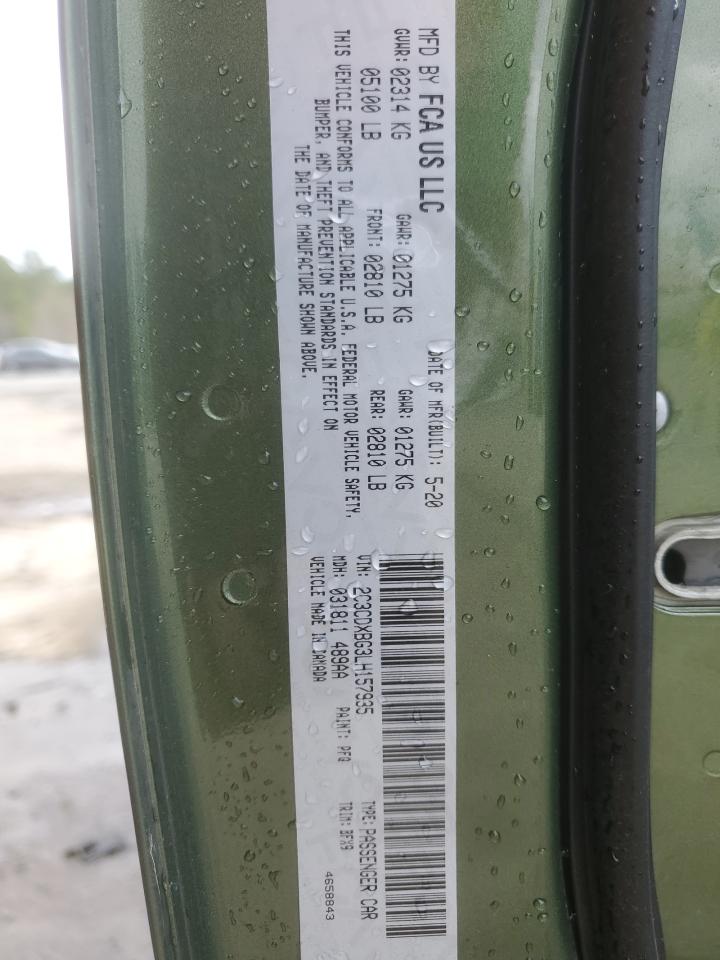 MFD BY FCA US LLC
DATE OF MFR(BUILT): 5-20
GVWR: 02314 KG GAWR: 01275 KG GAWR: 01275 KG
05100 LB FRONT: 02810 LB REAR: 02810 LB
THIS VEHICLE CONFORMS TO ALL APPLICABLE U.S.A. FEDERAL MOTOR VEHICLE SAFETY,
BUMPER, AND THEFT PREVENTION STANDARDS IN EFFECT ON
THE DATE OF MANUFACTURE SHOWN ABOVE.
VIN: 2C3CDXBG3LH157935 TYPE: PASSENGER CAR
MDH: 031811 489AA PAINT: PFQ TRIM: BFX9
VEHICLE MADE IN CANADA 4658843